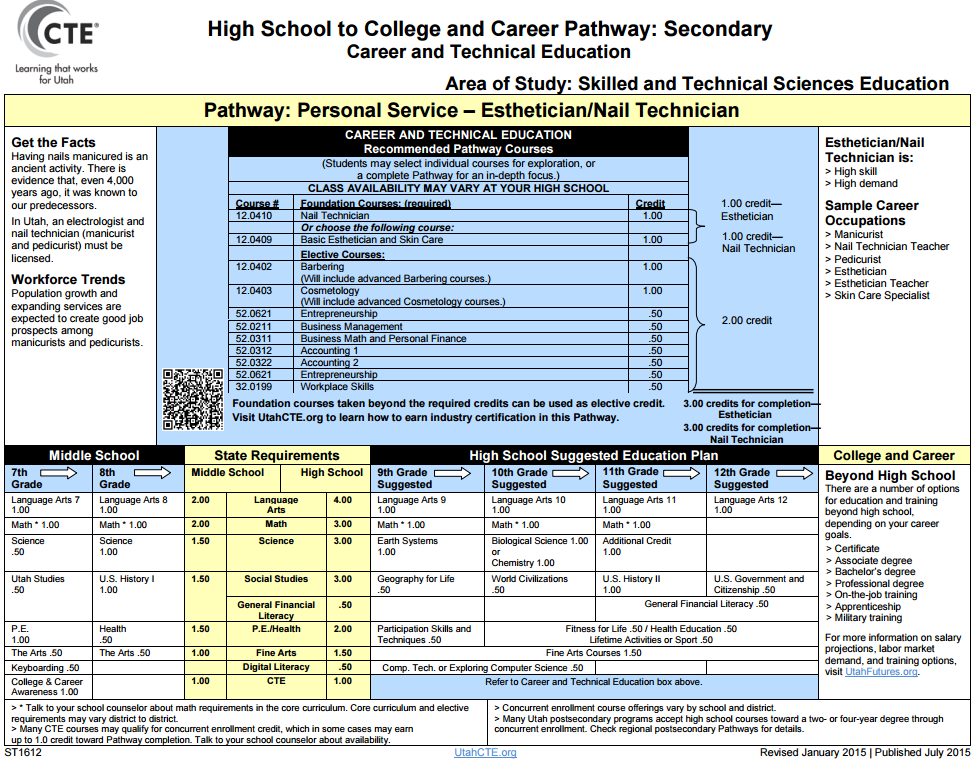 CTE®
Learning that works
for Utah
High School to College and Career Pathway: Secondary
Career and Technical Education
Area of Study: Skilled and Technical Sciences Education
Pathway: Personal Service – Esthetician/Nail Technician
Get the Facts
Having nails manicured is an
ancient activity. There is
evidence that, even 4,000
years ago, it was known to
our predecessors.
In Utah, an electrologist and
nail technician (manicurist
and pedicurist) must be
licensed.
Workforce Trends
Population growth and
expanding services are
expected to create good job
prospects among
manicurists and pedicurists.
CAREER AND TECHNICAL EDUCATION
Recommended Pathway Courses
(Students may select individual courses for exploration, or
a complete Pathway for an in-depth focus.)
CLASS AVAILABILITY MAY VARY AT YOUR HIGH SCHOOL
Course # Foundation Courses: (required) Credit
12.0410 Nail Technician 1.00
Or choose the following course:
12.0409 Basic Esthetician and Skin Care 1.00
Elective Courses:
12.0402 Barbering 1.00
(Will include advanced Barbering courses.)
12.0403 Cosmetology 1.00
(Will include advanced Cosmetology courses.)
52.0621 Entrepreneurship .50
52.0211 Business Management .50
52.0311 Business Math and Personal Finance .50
52.0312 Accounting 1 .50
52.0322 Accounting 2 .50
52.0621 Entrepreneurship .50
32.0199 Workplace Skills .50
1.00 credit—
Esthetician
1.00 credit—
Nail Technician
2.00 credit
Foundation courses taken beyond the required credits can be used as elective credit.
Visit UtahCTE.org to learn how to earn industry certification in this Pathway.
3.00 credits for completion—
Esthetician
3.00 credits for completion—
Nail Technician
Esthetician/Nail
Technician is:
> High skill
> High demand
Sample Career
Occupations
> Manicurist
> Nail Technician Teacher
> Pedicurist
> Esthetician
> Esthetician Teacher
> Skin Care Specialist
Middle School State Requirements High School Suggested Education Plan College and Career
7th Grade 8th Grade Middle School High School 9th Grade Suggested 10th Grade Suggested 11th Grade Suggested 12th Grade Suggested
Language Arts 7 1.00 Language Arts 8 1.00 2.00 Language Arts 4.00 Language Arts 9 1.00 Language Arts 10 1.00 Language Arts 11 1.00 Language Arts 12 1.00
Math * 1.00 Math * 1.00 2.00 Math 3.00 Math * 1.00 Math * 1.00 Math * 1.00
Science .50 Science 1.00 1.50 Science 3.00 Earth Systems 1.00 Biological Science 1.00 or Chemistry 1.00 Additional Credit 1.00
Utah Studies .50 U.S. History I 1.00 1.50 Social Studies 3.00 Geography for Life .50 World Civilizations .50 U.S. History II 1.00 U.S. Government and Citizenship .50
General Financial Literacy .50 General Financial Literacy .50
P.E. 1.00 Health .50 1.50 P.E./Health 2.00 Participation Skills and Techniques .50 Fitness for Life .50 / Health Education .50 Lifetime Activities or Sport .50
The Arts .50 The Arts .50 1.00 Fine Arts 1.50 Fine Arts Courses 1.50
Keyboarding .50 Digital Literacy .50 Comp. Tech. or Exploring Computer Science .50
College & Career Awareness 1.00 1.00 CTE 1.00 Refer to Career and Technical Education box above.
Beyond High School
There are a number of options
for education and training
beyond high school,
depending on your career
goals.
> Certificate
> Associate degree
> Bachelor's degree
> Professional degree
> On-the-job training
> Apprenticeship
> Military training
For more information on salary
projections, labor market
demand, and training options,
visit UtahFutures.org.
> * Talk to your school counselor about math requirements in the core curriculum. Core curriculum and elective
requirements may vary district to district.
> Many CTE courses may qualify for concurrent enrollment credit, which in some cases may earn
up to 1.0 credit toward Pathway completion. Talk to your school counselor about availability.
> Concurrent enrollment course offerings vary by school and district.
> Many Utah postsecondary programs accept high school courses toward a two- or four-year degree through
concurrent enrollment. Check regional postsecondary Pathways for details.
ST1612 UtahCTE.org Revised January 2015 | Published July 2015